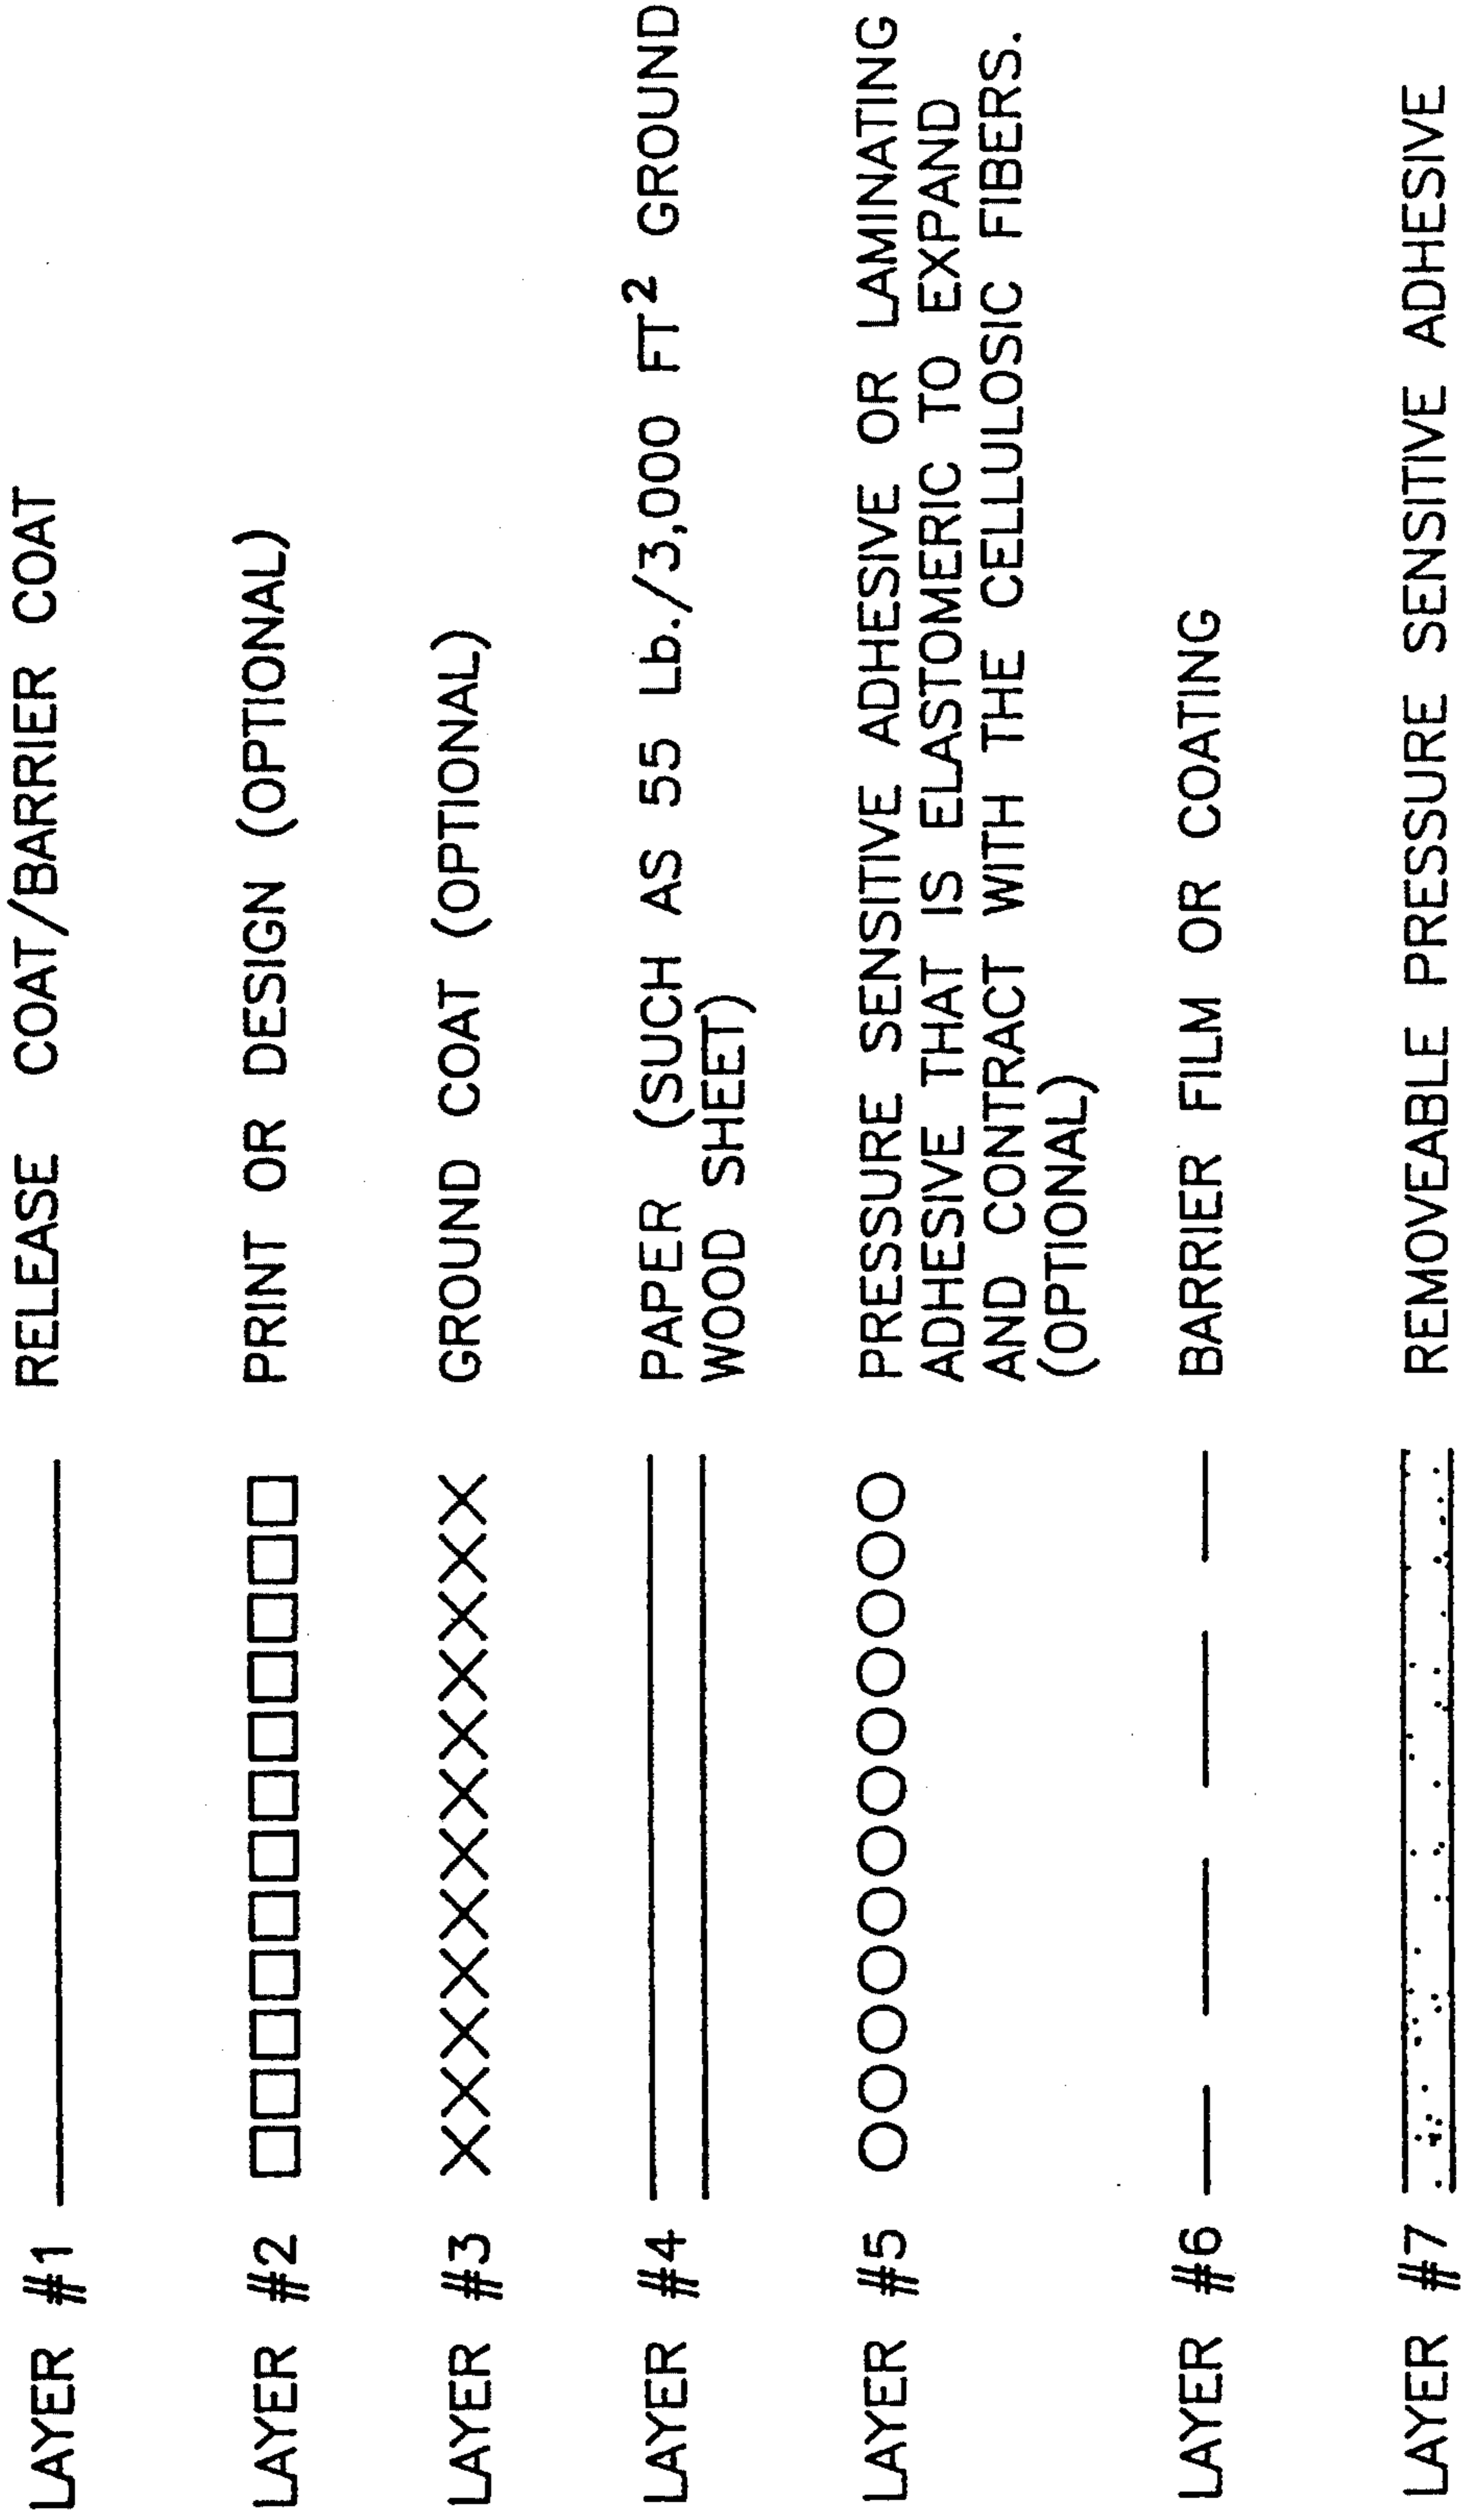 LAYER #1 RELEASE COAT/BARRIER COAT
LAYER #2 PRINT OR DESIGN (OPTIONAL)
LAYER #3 GROUND COAT (OPTIONAL)
LAYER #4 PAPER (SUCH AS 55 Lb./3,000 FT² GROUND
WOOD SHEET)
LAYER #5 PRESSURE SENSITIVE ADHESIVE OR LAMINATING
ADHESIVE THAT IS ELASTOMERIC TO EXPAND
AND CONTRACT WITH THE CELLULOSIC FIBERS.
(OPTIONAL)
LAYER #6 BARRIER FILM OR COATING
LAYER #7 REMOVEABLE PRESSURE SENSITIVE ADHESIVE